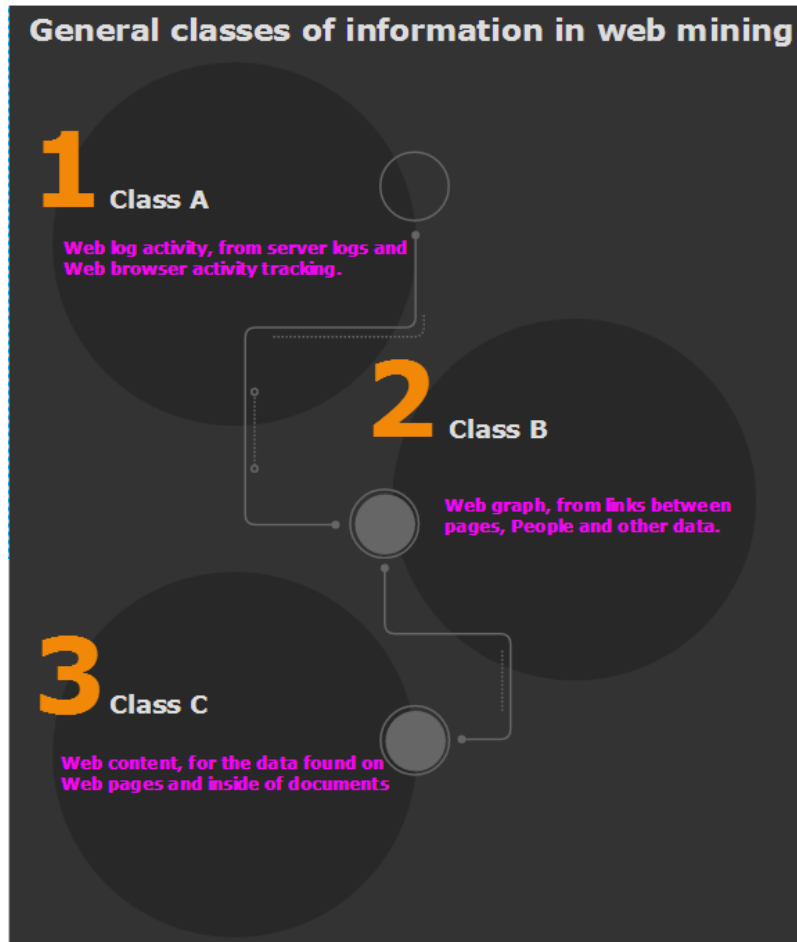 General classes of information in web mining
1
Class A
Web log activity, from server logs and
Web browser activity tracking.
2
Class B
Web graph, from links between
pages, People and other data.
3
Class C
Web content, for the data found on
Web pages and inside of documents